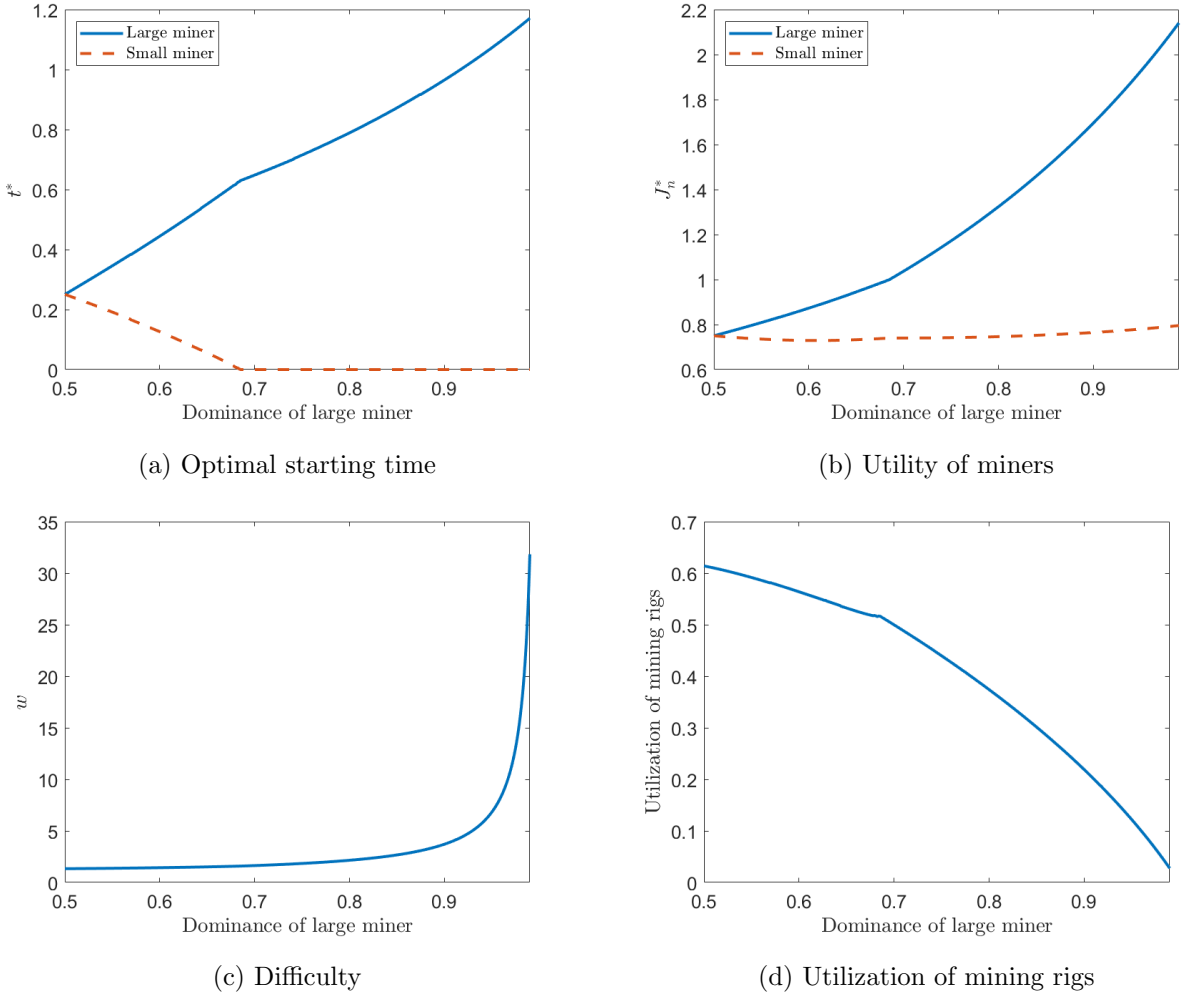 1.2
1
0.8
0.6
0.4
0.2
0
t*
Large miner
Small miner
0.5 0.6 0.7 0.8 0.9
Dominance of large miner
(a) Optimal starting time
2.2
2
1.8
1.6
1.4
1.2
1
0.8
0.6
J*n
Large miner
Small miner
0.5 0.6 0.7 0.8 0.9
Dominance of large miner
(b) Utility of miners
35
30
25
20
15
10
5
0
w
0.5 0.6 0.7 0.8 0.9
Dominance of large miner
(c) Difficulty
0.7
0.6
0.5
0.4
0.3
0.2
0.1
0
Utilization of mining rigs
0.5 0.6 0.7 0.8 0.9
Dominance of large miner
(d) Utilization of mining rigs